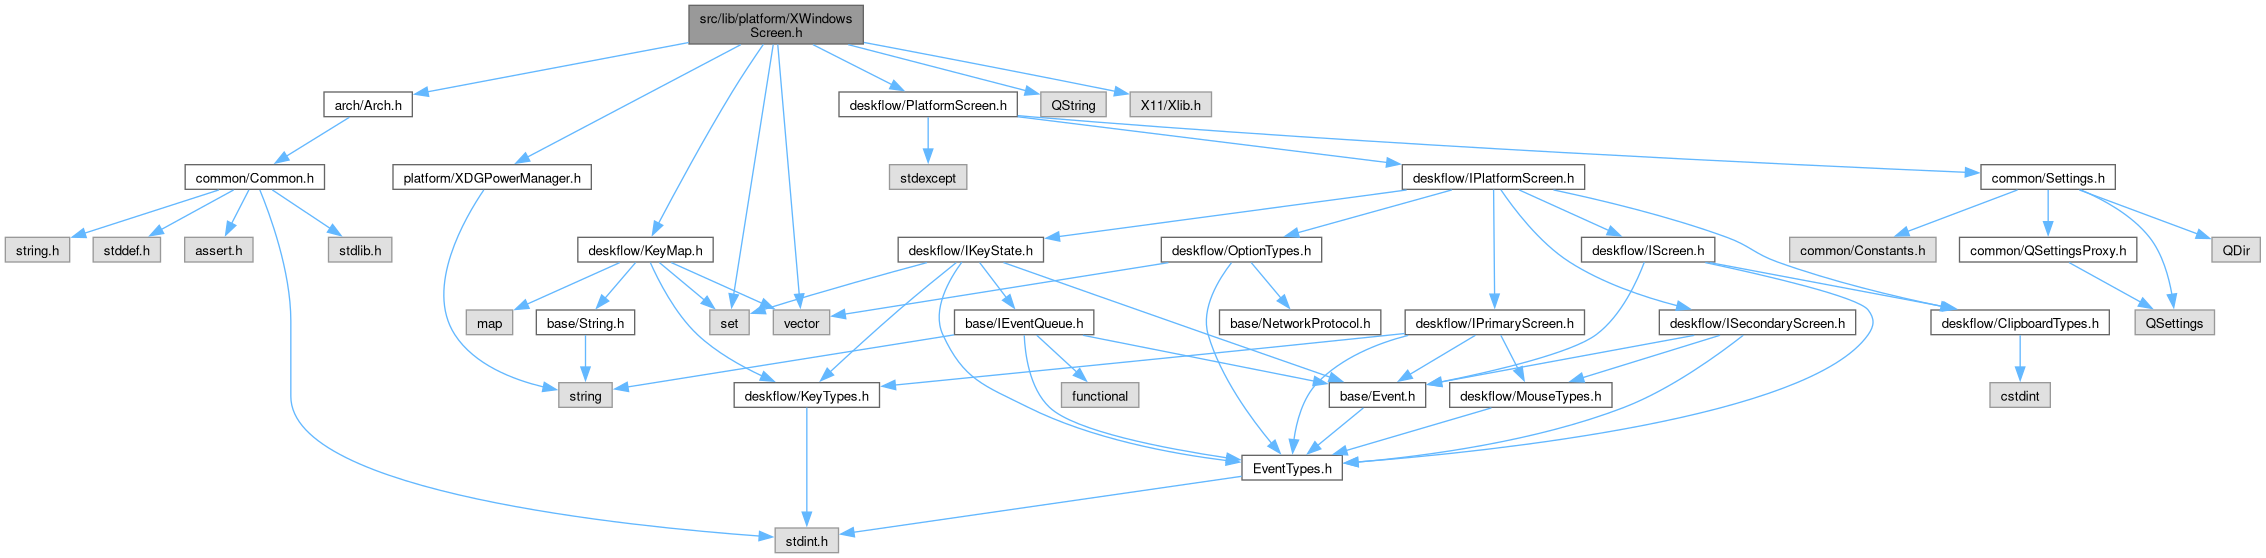 src/lib/platform/XWindows
Screen.h
arch/Arch.h
deskflow/PlatformScreen.h
QString
X11/Xlib.h
common/Common.h
platform/XDGPowerManager.h
stdexcept
deskflow/IPlatformScreen.h
common/Settings.h
string.h
stddef.h
assert.h
stdlib.h
deskflow/KeyMap.h
deskflow/IKeyState.h
deskflow/OptionTypes.h
deskflow/IScreen.h
common/Constants.h
common/QSettingsProxy.h
QDir
map
base/String.h
set
vector
base/IEventQueue.h
base/NetworkProtocol.h
deskflow/IPrimaryScreen.h
deskflow/ISecondaryScreen.h
deskflow/ClipboardTypes.h
QSettings
string
deskflow/KeyTypes.h
functional
base/Event.h
deskflow/MouseTypes.h
cstdint
EventTypes.h
stdint.h